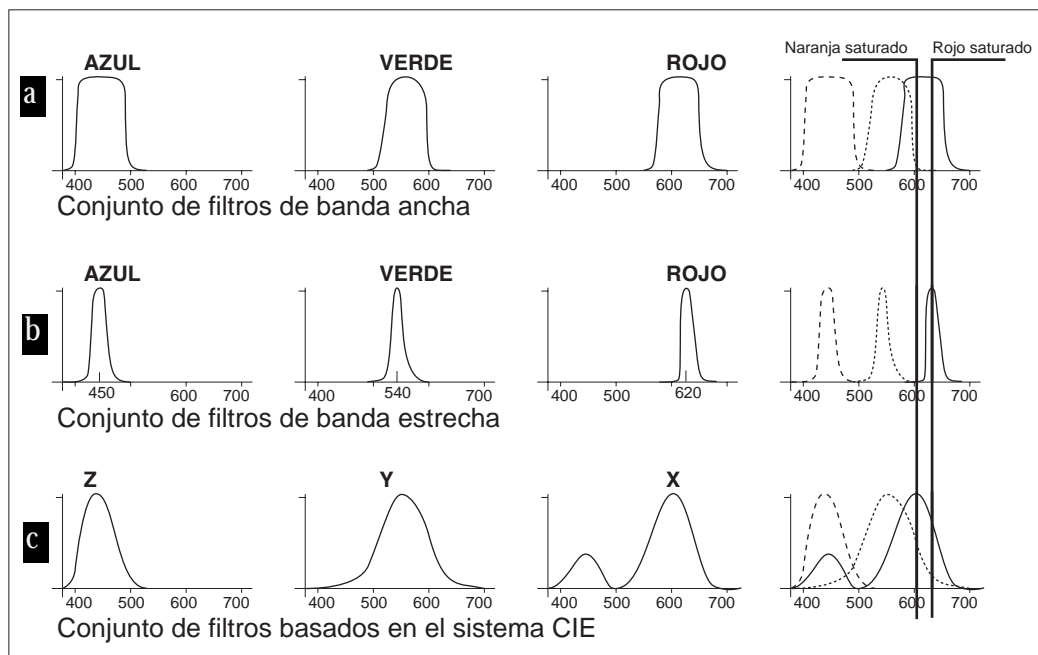 Naranja saturado Rojo saturado
AZUL VERDE ROJO
a
400 500 600 700 400 500 600 700 400 500 600 700 400 500 600 700
Conjunto de filtros de banda ancha
AZUL VERDE ROJO
b
450 600 700 400 540 700 400 500 620 400 500 600 700
Conjunto de filtros de banda estrecha
Z Y X
c
400 500 600 700 400 500 600 700 400 500 600 700 400 500 600 700
Conjunto de filtros basados en el sistema CIE